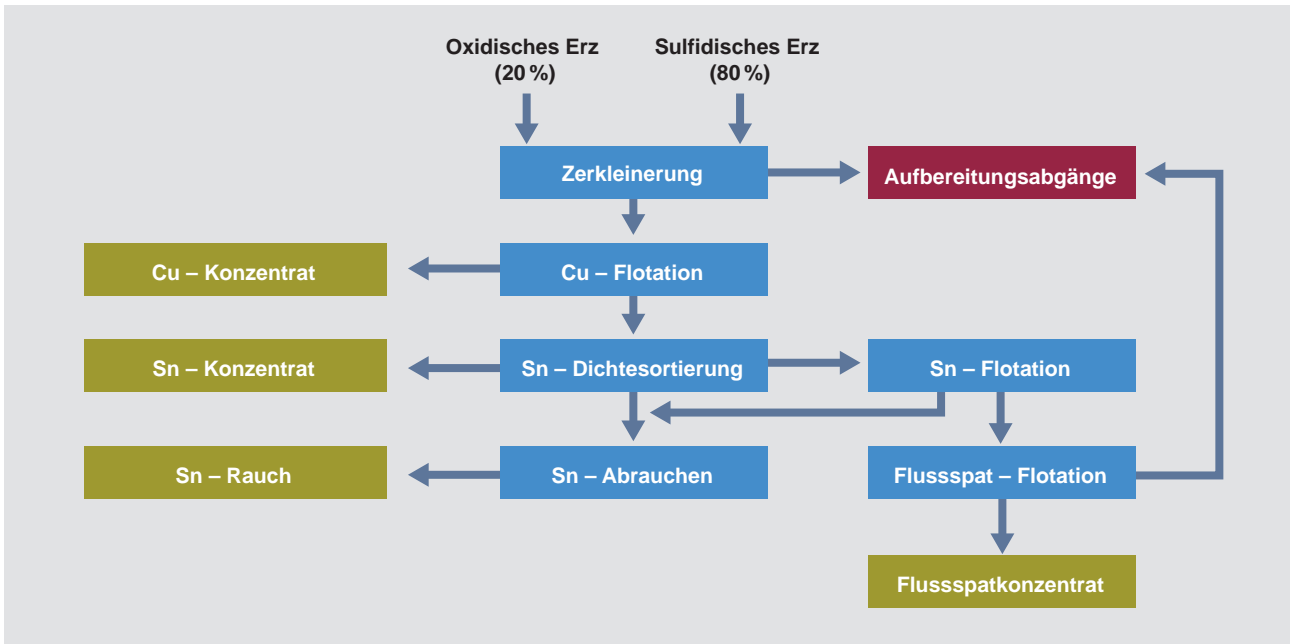 Oxidisches Erz
(20 %)
Sulfidisches Erz
(80 %)
Zerkleinerung
Aufbereitungsabgänge
Cu – Konzentrat
Cu – Flotation
Sn – Konzentrat
Sn – Dichtesortierung
Sn – Flotation
Sn – Rauch
Sn – Abrauchen
Flussspat – Flotation
Flussspatkonzentrat